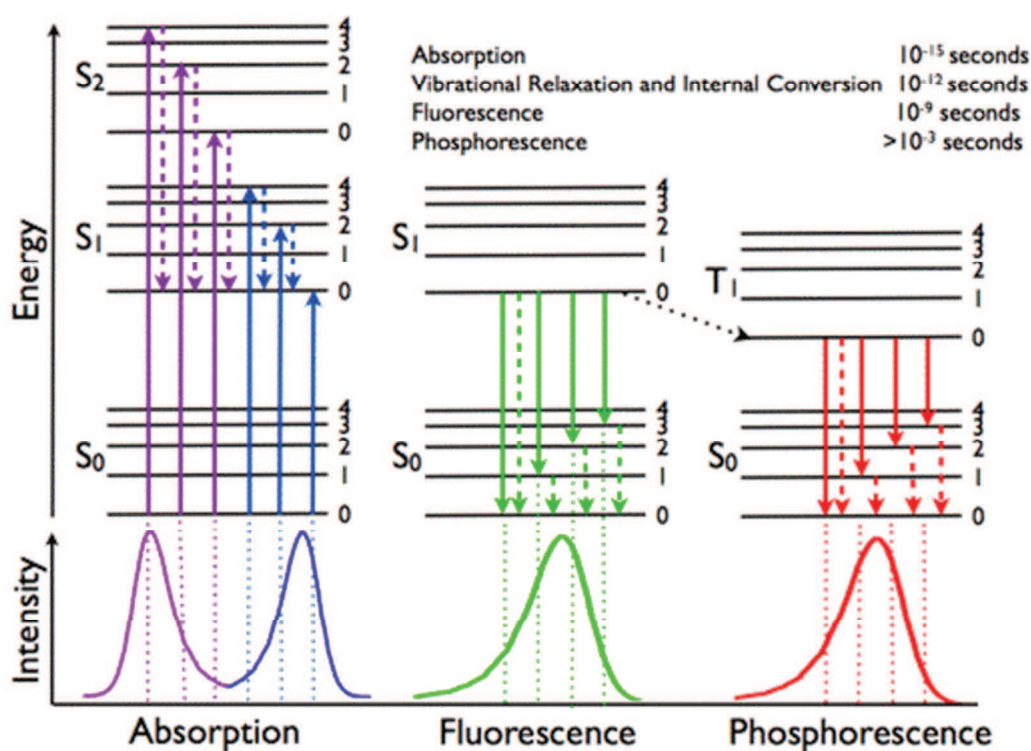 Absorption 10⁻¹⁵ seconds
Vibrational Relaxation and Internal Conversion 10⁻¹² seconds
Fluorescence 10⁻⁹ seconds
Phosphorescence >10⁻³ seconds
Energy
S₂
4
3
2
1
0
S₁
4
3
2
1
0
S₀
4
3
2
1
0
S₁
4
3
2
1
0
S₀
4
3
2
1
0
T₁
4
3
2
1
0
S₀
4
3
2
1
0
Intensity
Absorption Fluorescence Phosphorescence